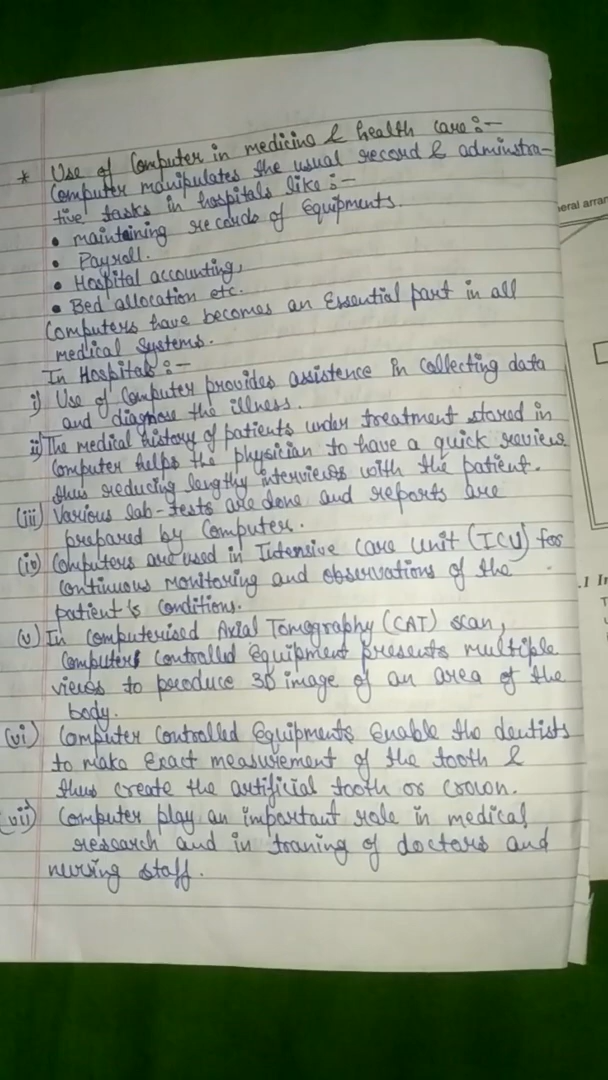 * Use of Computer in medicine & health care :-
Computer manipulates the usual record & adminstra-
tive tasks in hospitals like :-
• maintaining records of Equipments.
• Payroll.
• Hospital accounting,
• Bed allocation etc.
Computers have becomes an Essential part in all
medical Systems.
In Hospitals :-
i) Use of Computer provides assistence in collecting data
and diagnose the illness.
ii) The medical history of patients under treatment stored in
Computer helps the physician to have a quick review
thus reducing lengthy interviews with the patient.
(iii) Various lab-tests are done and reports are
prepared by Computer.
(iv) Computers are used in Intensive Care Unit (ICU) for
Continuous Monitoring and observations of the
patient's Conditions.
(v) In Computerised Axial Tomography (CAT) scan,
Computers Controlled Equipment presents multiple
views to produce 3D image of an area of the
body.
(vi) Computer Controlled Equipments Enable the dentists
to make Exact measurement of the tooth &
thus create the artificial tooth or crown.
(vii) Computer play an important role in medical
research and in traning of doctors and
nursing staff.
neral arran
.1 In